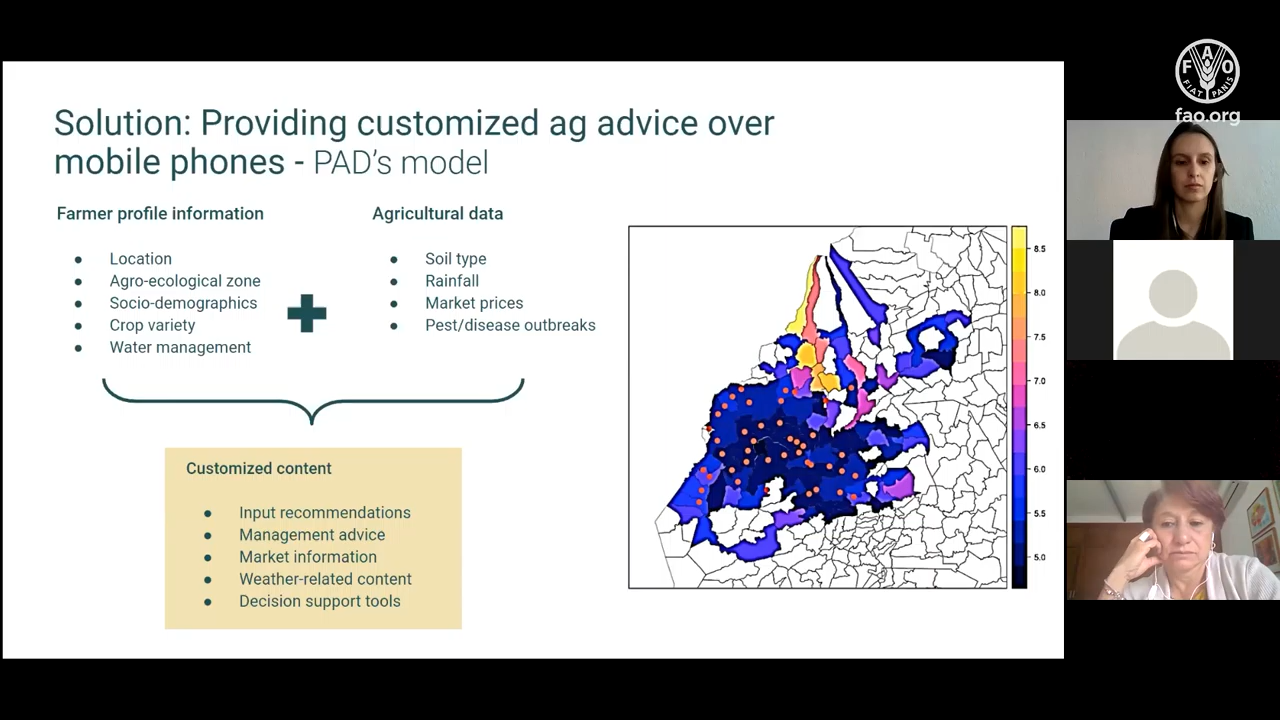 Solution: Providing customized ag advice over
mobile phones - PAD's model
Farmer profile information
● Location
● Agro-ecological zone
● Socio-demographics
● Crop variety
● Water management
Agricultural data
● Soil type
● Rainfall
● Market prices
● Pest/disease outbreaks
Customized content
● Input recommendations
● Management advice
● Market information
● Weather-related content
● Decision support tools
8.5
8.0
7.5
7.0
6.5
6.0
5.5
5.0
F A O
FIAT PANIS
fao.org